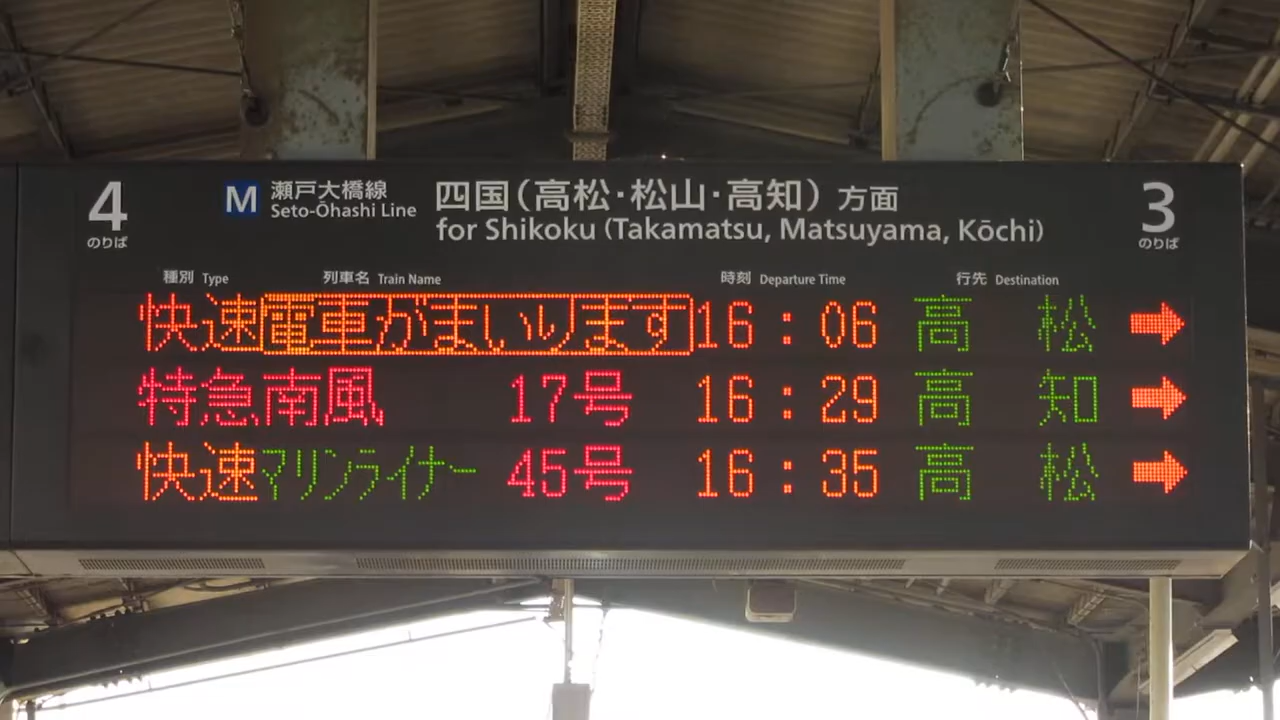 4
のりば
M
瀬戸大橋線
Seto-Ōhashi Line
四国(高松･松山･高知) 方面
for Shikoku (Takamatsu, Matsuyama, Kōchi)
3
のりば
種別 Type 列車名 Train Name 時刻 Departure Time 行先 Destination
快速 電車がまいります 16:06 高 松 →
特急 南風 17号 16:29 高 知 →
快速 マリンライナー 45号 16:35 高 松 →